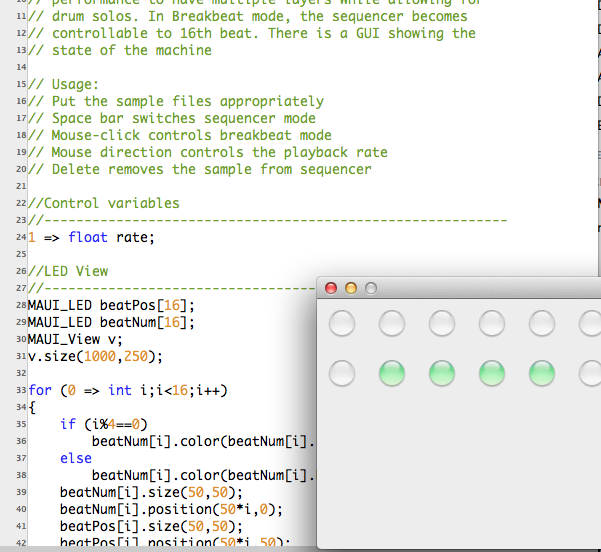 10// performance to have multiple layers while allowing for
11// drum solos. In Breakbeat mode, the sequencer becomes
12// controllable to 16th beat. There is a GUI showing the
13// state of the machine
14
15// Usage:
16// Put the sample files appropriately
17// Space bar switches sequencer mode
18// Mouse-click controls breakbeat mode
19// Mouse direction controls the playback rate
20// Delete removes the sample from sequencer
21
22//Control variables
23//----------------------------------------------------------
241 => float rate;
25
26//LED View
27//----------------------------------
28MAUI_LED beatPos[16];
29MAUI_LED beatNum[16];
30MAUI_View v;
31v.size(1000,250);
32
33for (0 => int i;i<16;i++)
34{
35    if (i%4==0)
36        beatNum[i].color(beatNum[i].
37    else
38        beatNum[i].color(beatNum[i].
39    beatNum[i].size(50,50);
40    beatNum[i].position(50*i,0);
41    beatPos[i].size(50,50);
42    beatPos[i].position(50*i,50);